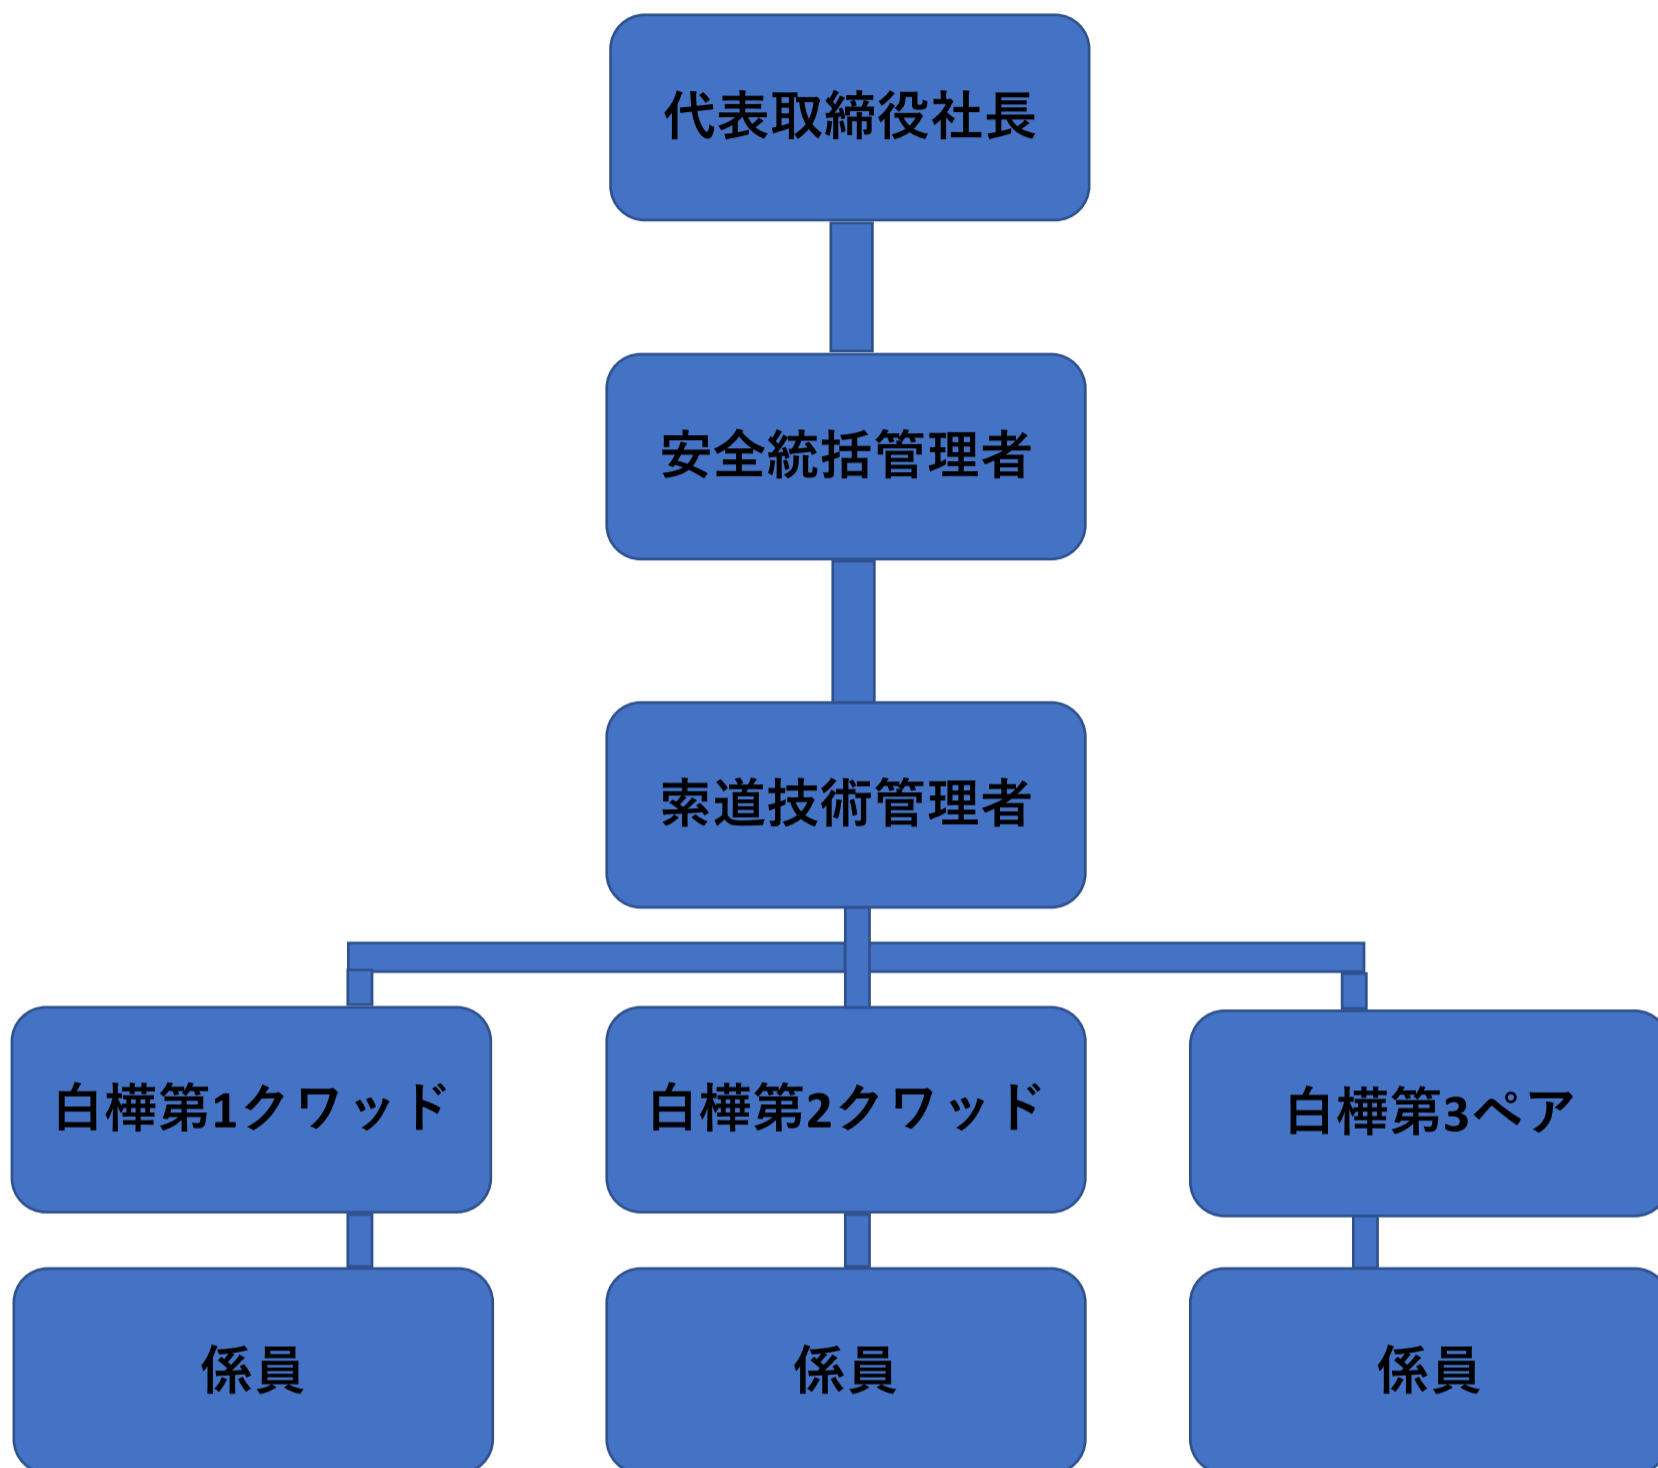 代表取締役社長
安全統括管理者
索道技術管理者
白樺第1クワッド
白樺第2クワッド
白樺第3ペア
係員
係員
係員